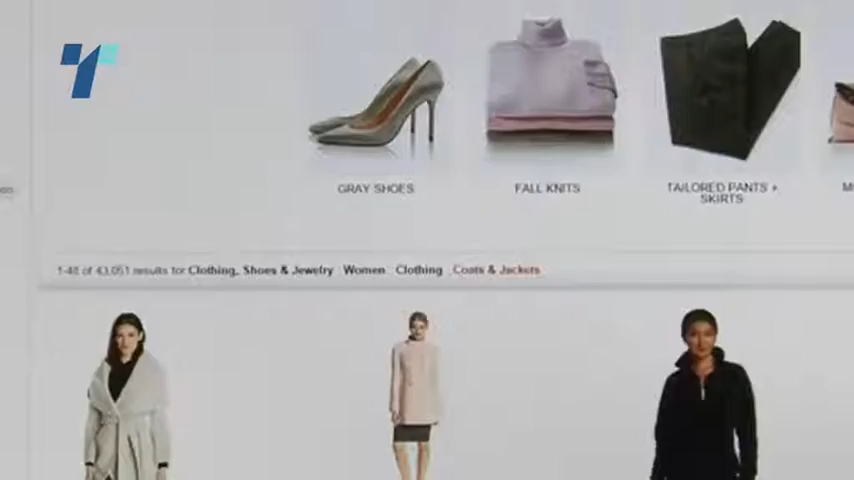 GRAY SHOES
FALL KNITS
TAILORED PANTS +
SKIRTS
1-48 of 43,051 results for Clothing, Shoes & Jewelry Women Clothing Coats & Jackets